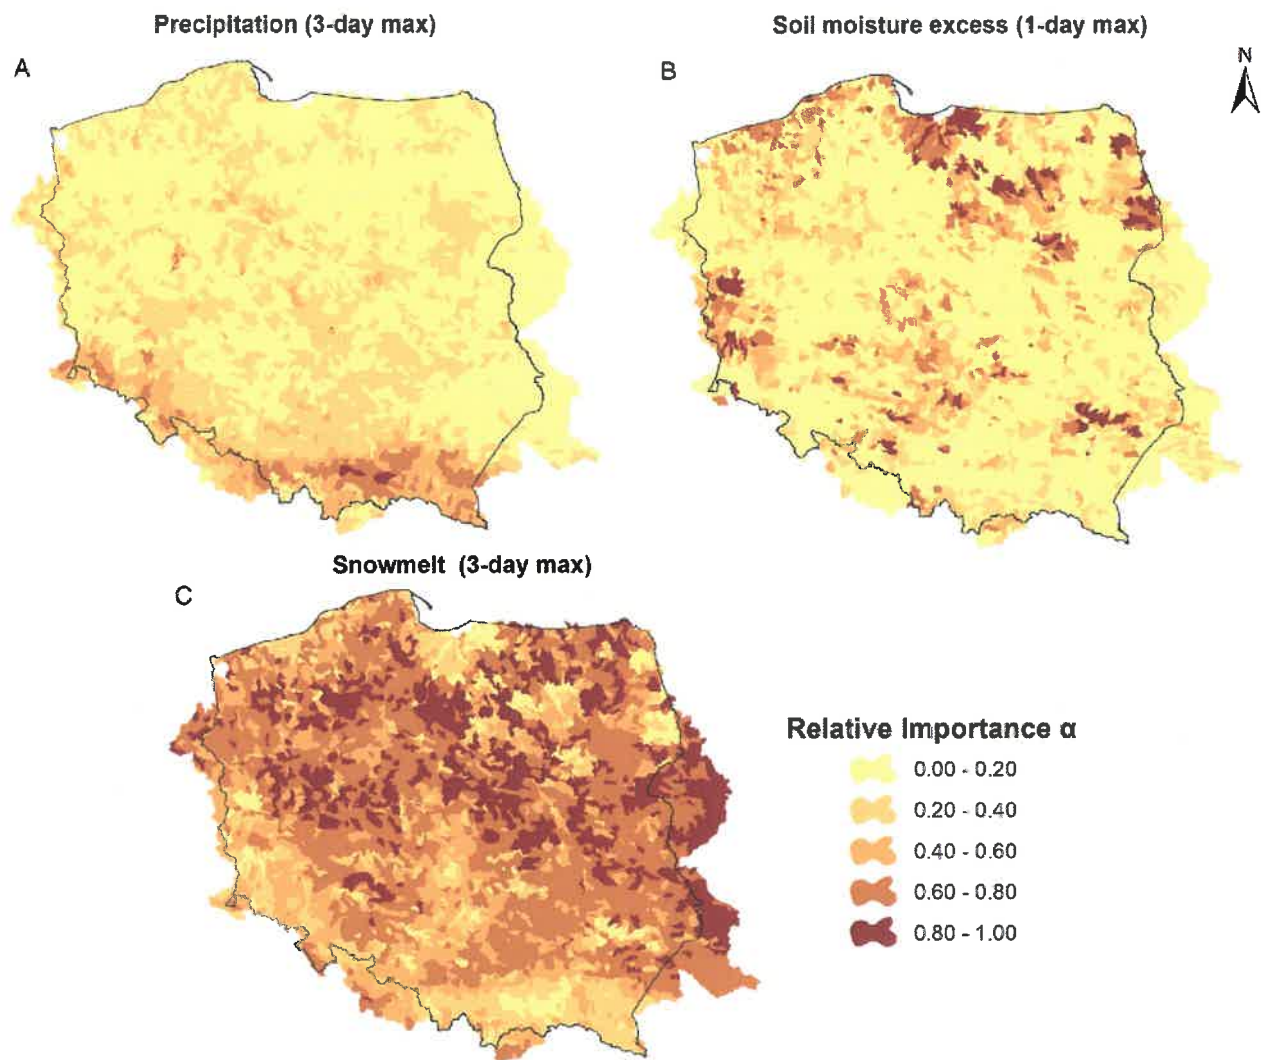 Precipitation (3-day max)
Soil moisture excess (1-day max)
A
B
N
Snowmelt (3-day max)
C
Relative Importance α
0.00 - 0.20
0.20 - 0.40
0.40 - 0.60
0.60 - 0.80
0.80 - 1.00